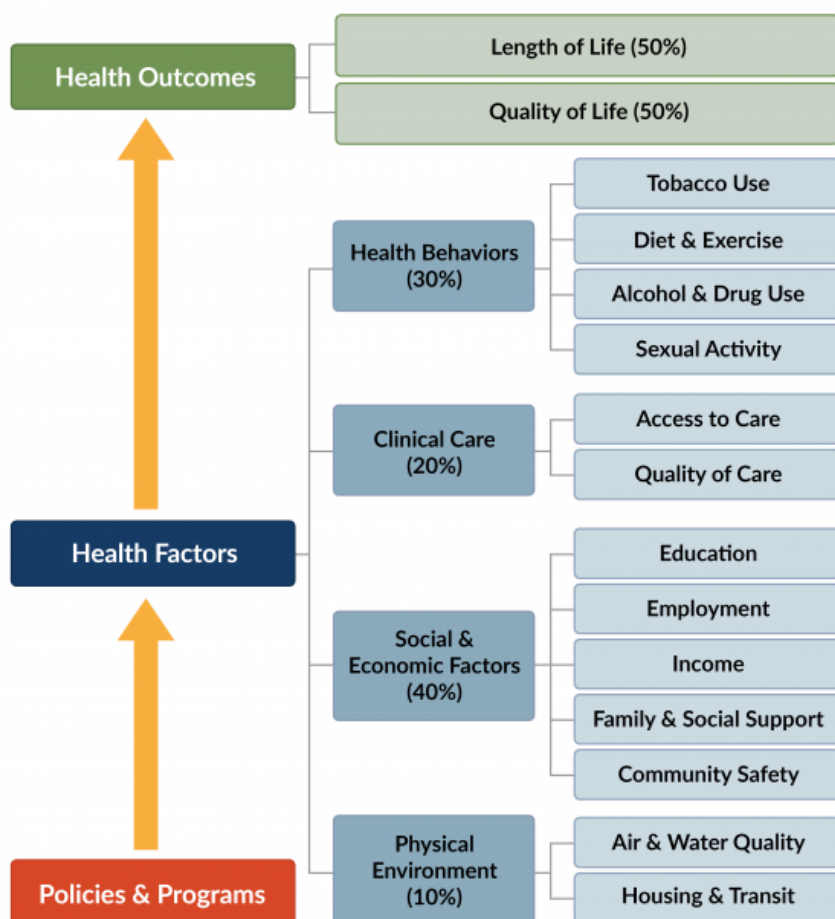 Health Outcomes
Length of Life (50%)
Quality of Life (50%)
Health Behaviors
(30%)
Tobacco Use
Diet & Exercise
Alcohol & Drug Use
Sexual Activity
Clinical Care
(20%)
Access to Care
Quality of Care
Health Factors
Social &
Economic Factors
(40%)
Education
Employment
Income
Family & Social Support
Community Safety
Physical
Environment
(10%)
Air & Water Quality
Housing & Transit
Policies & Programs